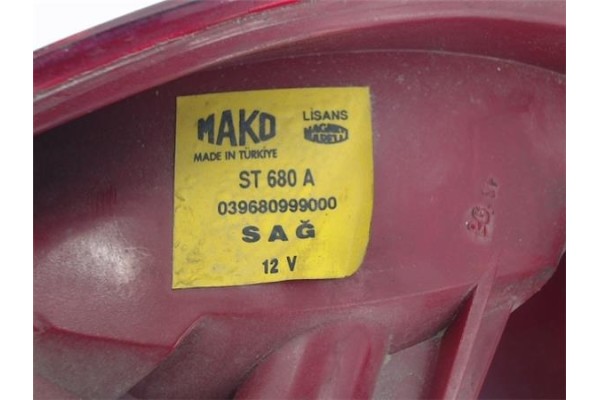 MAKO
LİSANS
MAGNETI
MARELLI
MADE IN TÜRKİYE
ST 680 A
039680999000
SAĞ
12 V